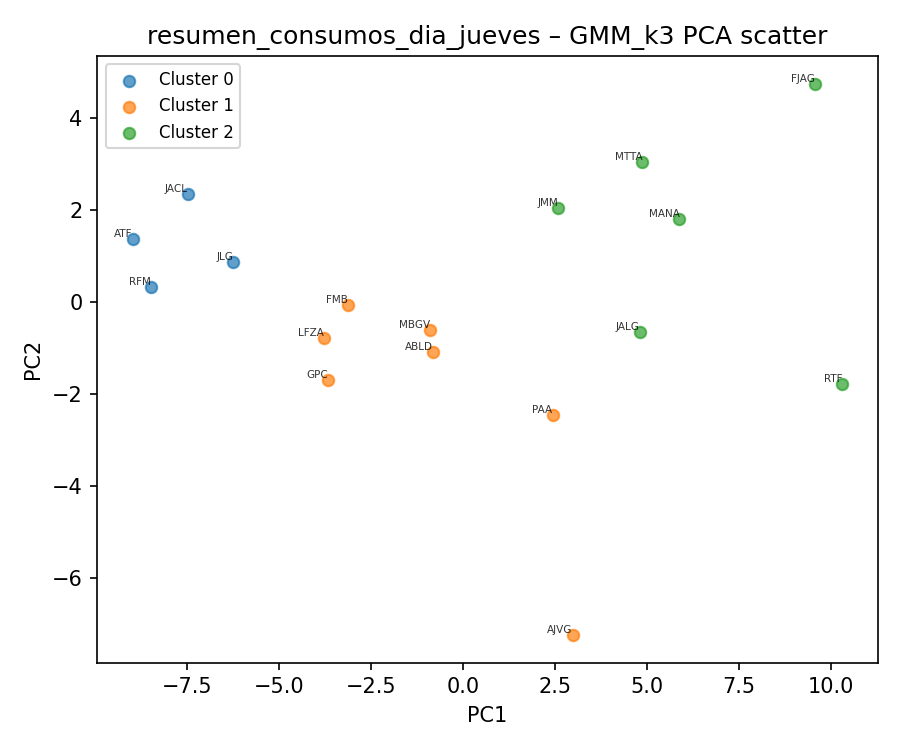 resumen_consumos_dia_jueves – GMM_k3 PCA scatter
Cluster 0
Cluster 1
Cluster 2
FJAG
MTTA
JMM
MANA
JACL
ATF
JLG
RFM
FMB
LFZA
MBGV
ABLD
JALG
GPC
RTF
PAA
AJVG
4
2
0
−2
−4
−6
PC2
−7.5
−5.0
−2.5
0.0
2.5
5.0
7.5
10.0
PC1